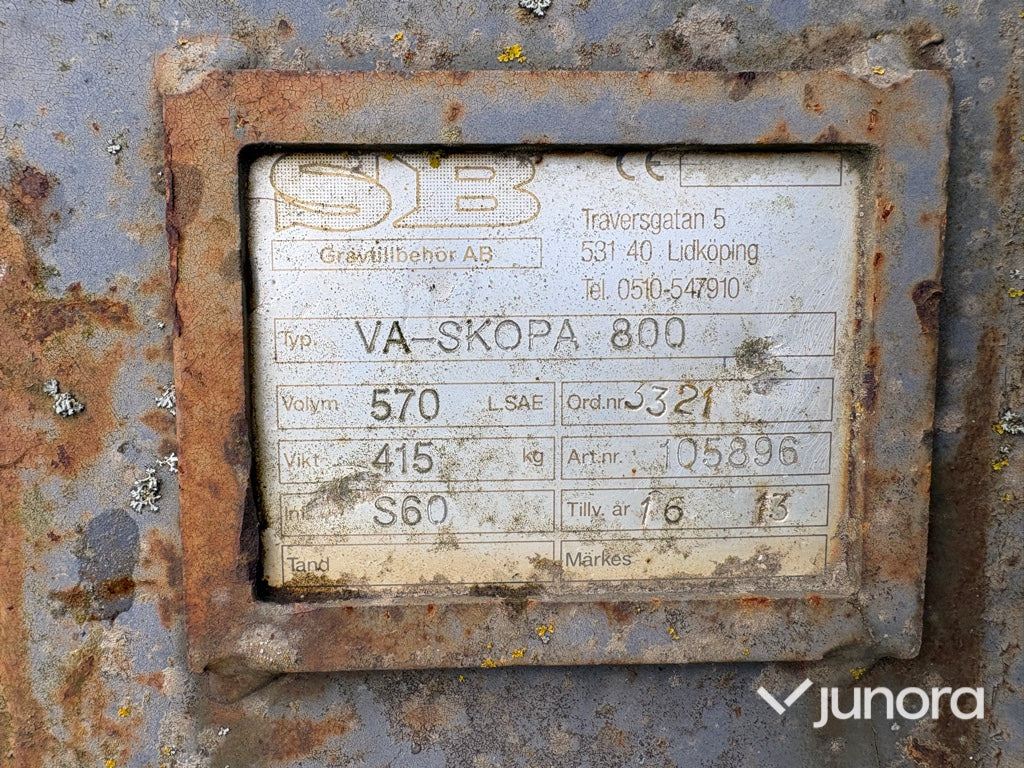 SB
CE
Grävtillbehör AB
Traversgatan 5
531 40 Lidköping
Tel. 0510-547910
Typ. VA-SKOPA 800
Volym 570 L.SAE
Ord.nr 3321
Vikt 415 kg
Art.nr. 105896
S60
Tillv. år 16 13
Tand
Märkes
junora